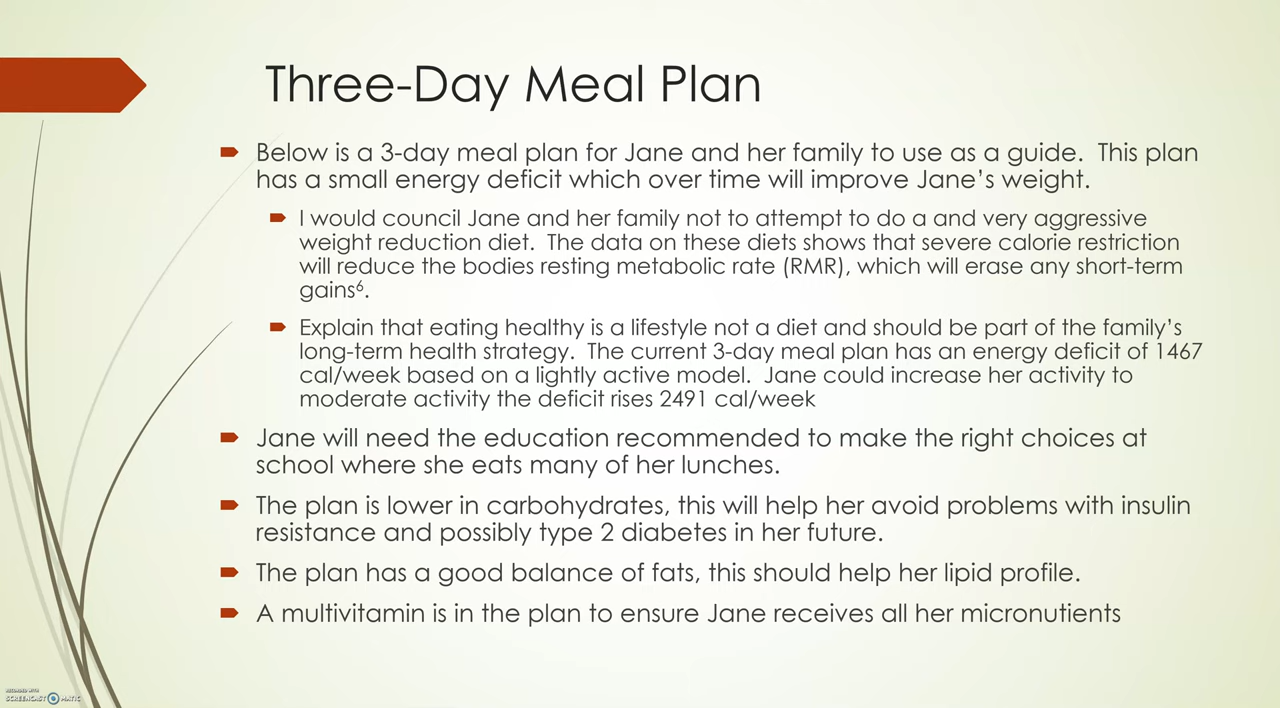 Three-Day Meal Plan
Below is a 3-day meal plan for Jane and her family to use as a guide.  This plan
has a small energy deficit which over time will improve Jane’s weight.
I would council Jane and her family not to attempt to do a and very aggressive
weight reduction diet.  The data on these diets shows that severe calorie restriction
will reduce the bodies resting metabolic rate (RMR), which will erase any short-term
gains⁶.
Explain that eating healthy is a lifestyle not a diet and should be part of the family’s
long-term health strategy.  The current 3-day meal plan has an energy deficit of 1467
cal/week based on a lightly active model.  Jane could increase her activity to
moderate activity the deficit rises 2491 cal/week
Jane will need the education recommended to make the right choices at
school where she eats many of her lunches.
The plan is lower in carbohydrates, this will help her avoid problems with insulin
resistance and possibly type 2 diabetes in her future.
The plan has a good balance of fats, this should help her lipid profile.
A multivitamin is in the plan to ensure Jane receives all her micronutients
RECORDED WITH
SCREENCAST MATIC